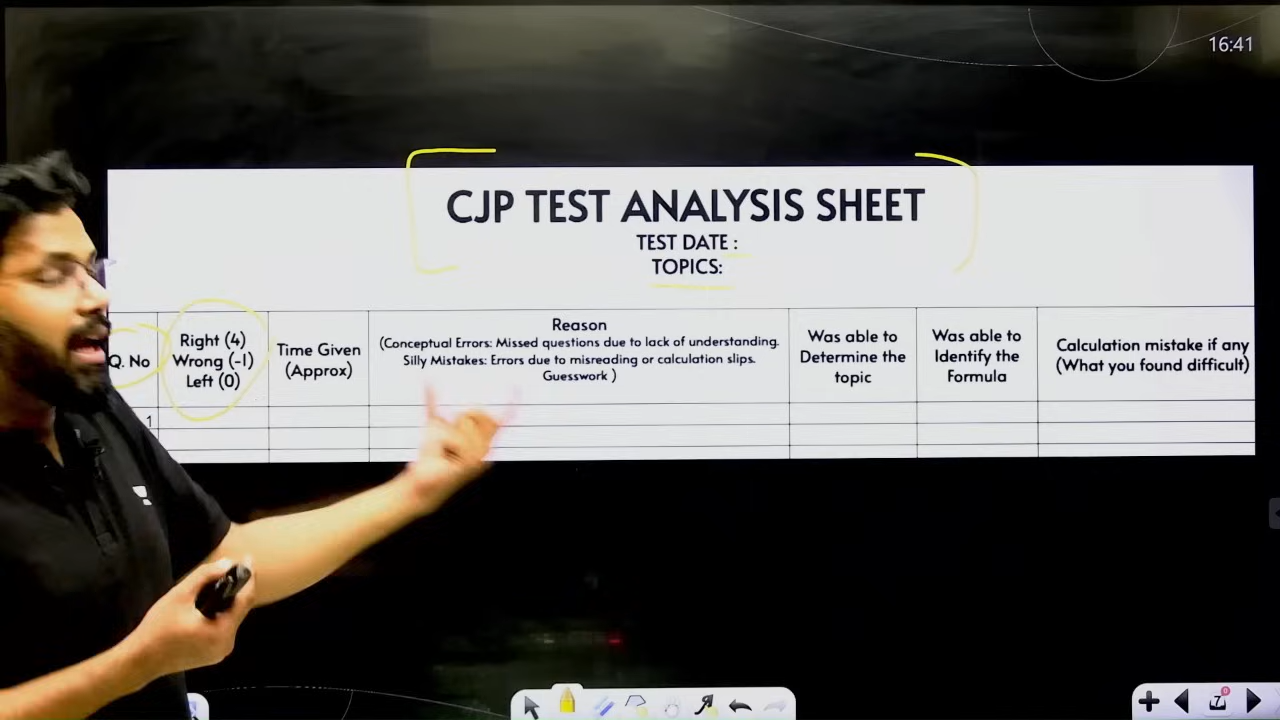 16:41
CJP TEST ANALYSIS SHEET
TEST DATE :
TOPICS:
Q. No
Right (4)
Wrong (-1)
Left (0)
Time Given
(Approx)
Reason
(Conceptual Errors: Missed questions due to lack of understanding.
Silly Mistakes: Errors due to misreading or calculation slips.
Guesswork )
Was able to
Determine the
topic
Was able to
Identify the
Formula
Calculation mistake if any
(What you found difficult)
1
7